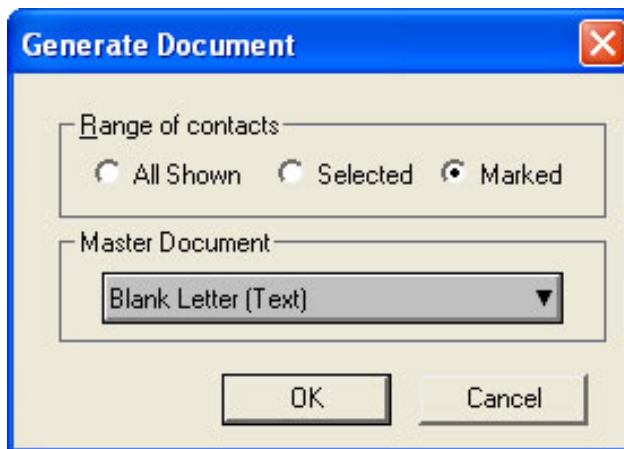 Generate Document
Range of contacts
All Shown Selected Marked
Master Document
Blank Letter (Text)
OK Cancel